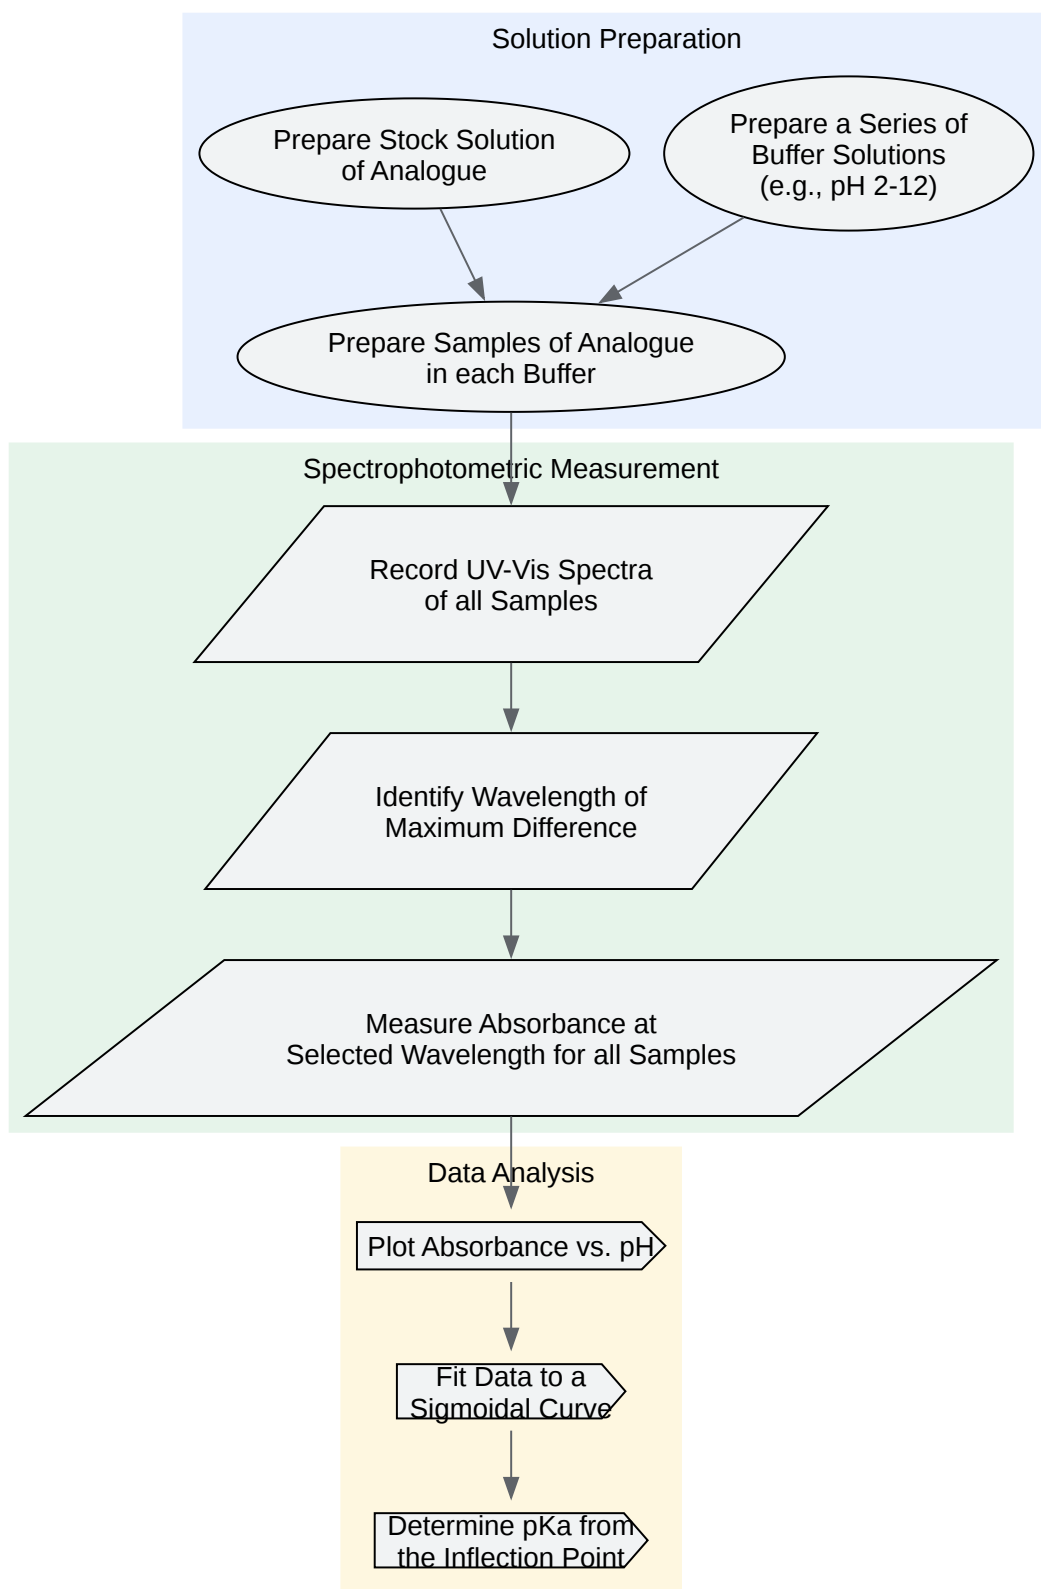 Solution Preparation
Prepare Stock Solution
of Analogue
Prepare a Series of
Buffer Solutions
(e.g., pH 2-12)
Prepare Samples of Analogue
in each Buffer
Spectrophotometric Measurement
Record UV-Vis Spectra
of all Samples
Identify Wavelength of
Maximum Difference
Measure Absorbance at
Selected Wavelength for all Samples
Data Analysis
Plot Absorbance vs. pH
Fit Data to a
Sigmoidal Curve
Determine pKa from
the Inflection Point